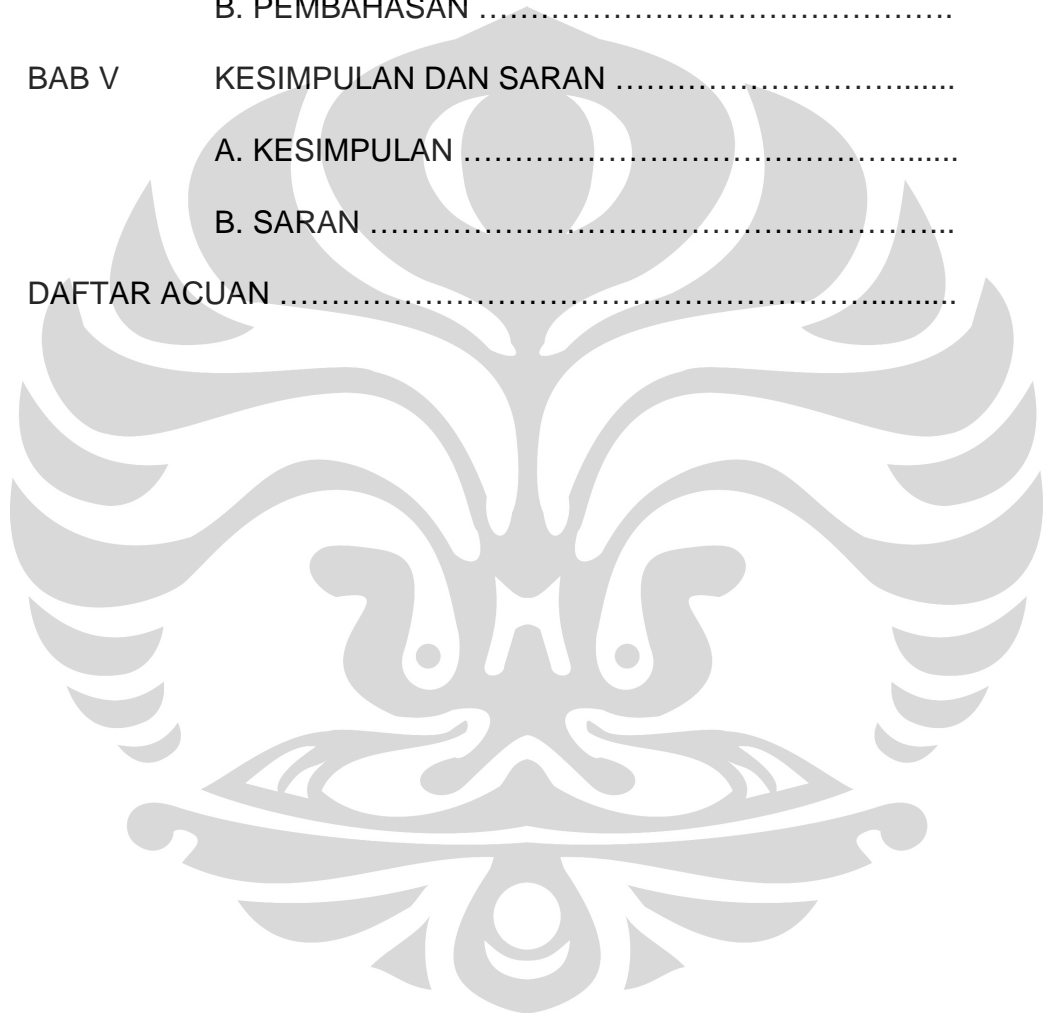 B. PEMBAHASAN ……………………………………….
BAB V KESIMPULAN DAN SARAN ………………………......
A. KESIMPULAN ……………………………………........
B. SARAN ………………………………………………..
DAFTAR ACUAN ………………………………………………...........